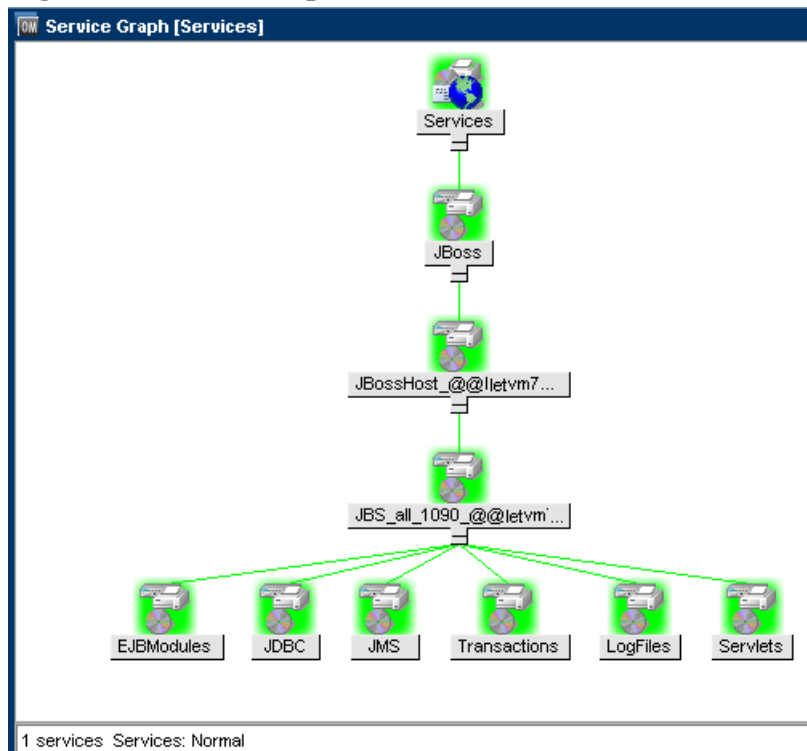 OM Service Graph [Services]
Services
JBoss
JBossHost_@@lletvm7...
JBS_all_1090_@@letvm'...
EJBModules JDBC JMS Transactions LogFiles Servlets
1 services Services: Normal